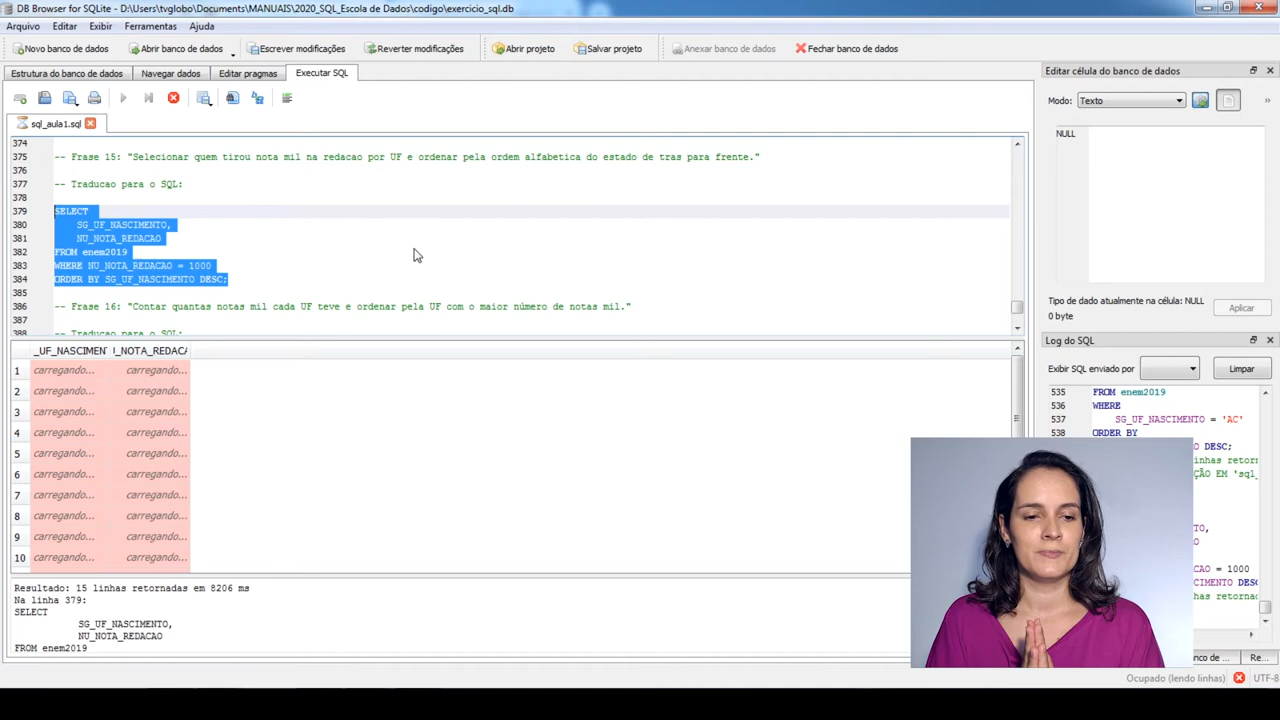 DB Browser for SQLite - D:\Users\tvglobo\Documents\MANUAIS\2020_SQL_Escola de Dados\codigo\exercicio_sql.db
Arquivo Editar Exibir Ferramentas Ajuda
Novo banco de dados Abrir banco de dados Escrever modificações Reverter modificações Abrir projeto Salvar projeto Anexar banco de dados Fechar banco de dados
Estrutura do banco de dados Navegar dados Editar pragmas Executar SQL
sql_aula1.sql
374
375 -- Frase 15: "Selecionar quem tirou nota mil na redacao por UF e ordenar pela ordem alfabetica do estado de tras para frente."
376
377 -- Traducao para o SQL:
378
379 SELECT
380 SG_UF_NASCIMENTO,
381 NU_NOTA_REDACAO
382 FROM enem2019
383 WHERE NU_NOTA_REDACAO = 1000
384 ORDER BY SG_UF_NASCIMENTO DESC;
385
386 -- Frase 16: "Contar quantas notas mil cada UF teve e ordenar pela UF com o maior número de notas mil."
387
388 -- Traducao para o SQL:
_UF_NASCIMEN _NOTA_REDACA
1 carregando... carregando...
2 carregando... carregando...
3 carregando... carregando...
4 carregando... carregando...
5 carregando... carregando...
6 carregando... carregando...
7 carregando... carregando...
8 carregando... carregando...
9 carregando... carregando...
10 carregando... carregando...
Resultado: 15 linhas retornadas em 8206 ms
Na linha 379:
SELECT
SG_UF_NASCIMENTO,
NU_NOTA_REDACAO
FROM enem2019
Editar célula do banco de dados
Modo: Texto »
NULL
Tipo de dado atualmente na célula: NULL
0 byte
Aplicar
Log do SQL
Exibir SQL enviado por Limpar
535 FROM enem2019
536 WHERE
537 SG_UF_NASCIMENTO = 'AC'
538 ORDER BY
O DESC;
linhas retorn
ÇÃO EM 'sql_
TO,
O
ACAO = 1000
CIMENTO DESC
linhas retornad
nco de ... Re...
Ocupado (lendo linhas) UTF-8